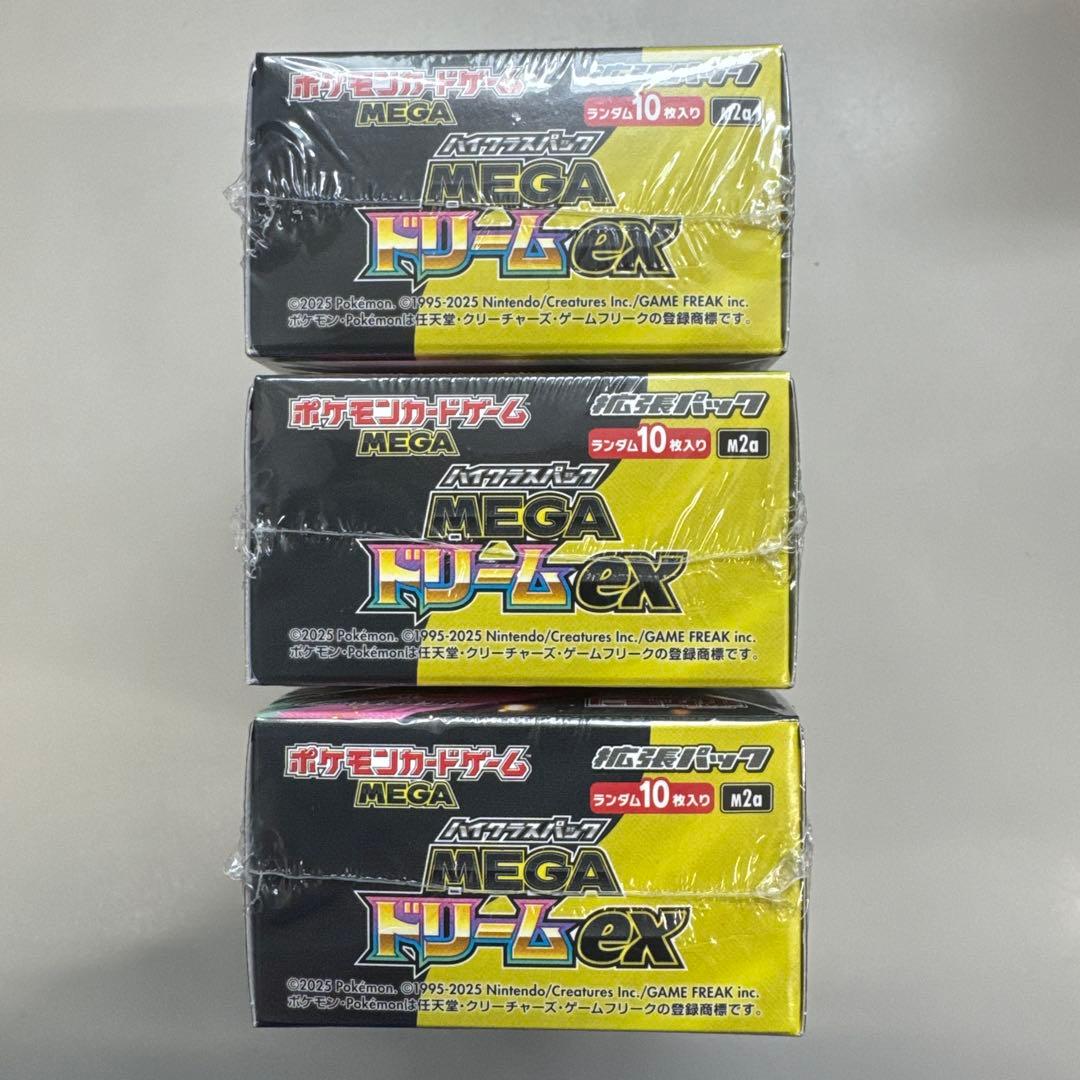 ポケモンカードゲーム
MEGA
拡張パック
ランダム10枚入り M2a
ハイクラスパック
MEGA
ドリームex
©2025 Pokémon. ©1995-2025 Nintendo/Creatures Inc./GAME FREAK inc.
ポケモン・Pokémonは任天堂・クリーチャーズ・ゲームフリークの登録商標です。
ポケモンカードゲーム
MEGA
拡張パック
ランダム10枚入り M2a
ハイクラスパック
MEGA
ドリームex
©2025 Pokémon. ©1995-2025 Nintendo/Creatures Inc./GAME FREAK inc.
ポケモン・Pokémonは任天堂・クリーチャーズ・ゲームフリークの登録商標です。
ポケモンカードゲーム
MEGA
拡張パック
ランダム10枚入り M2a
ハイクラスパック
MEGA
ドリームex
©2025 Pokémon. ©1995-2025 Nintendo/Creatures Inc./GAME FREAK inc.
ポケモン・Pokémonは任天堂・クリーチャーズ・ゲームフリークの登録商標です。